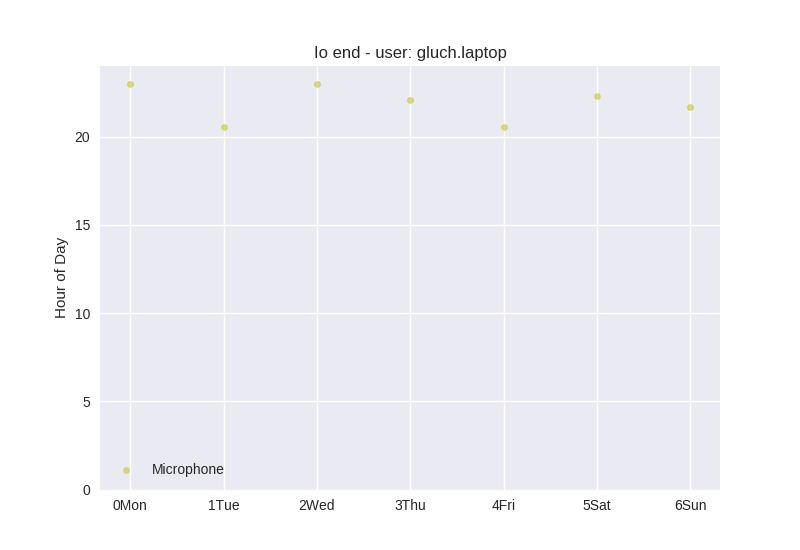 Io end - user: gluch.laptop
Hour of Day
20
15
10
5
0
Microphone
0Mon 1Tue 2Wed 3Thu 4Fri 5Sat 6Sun